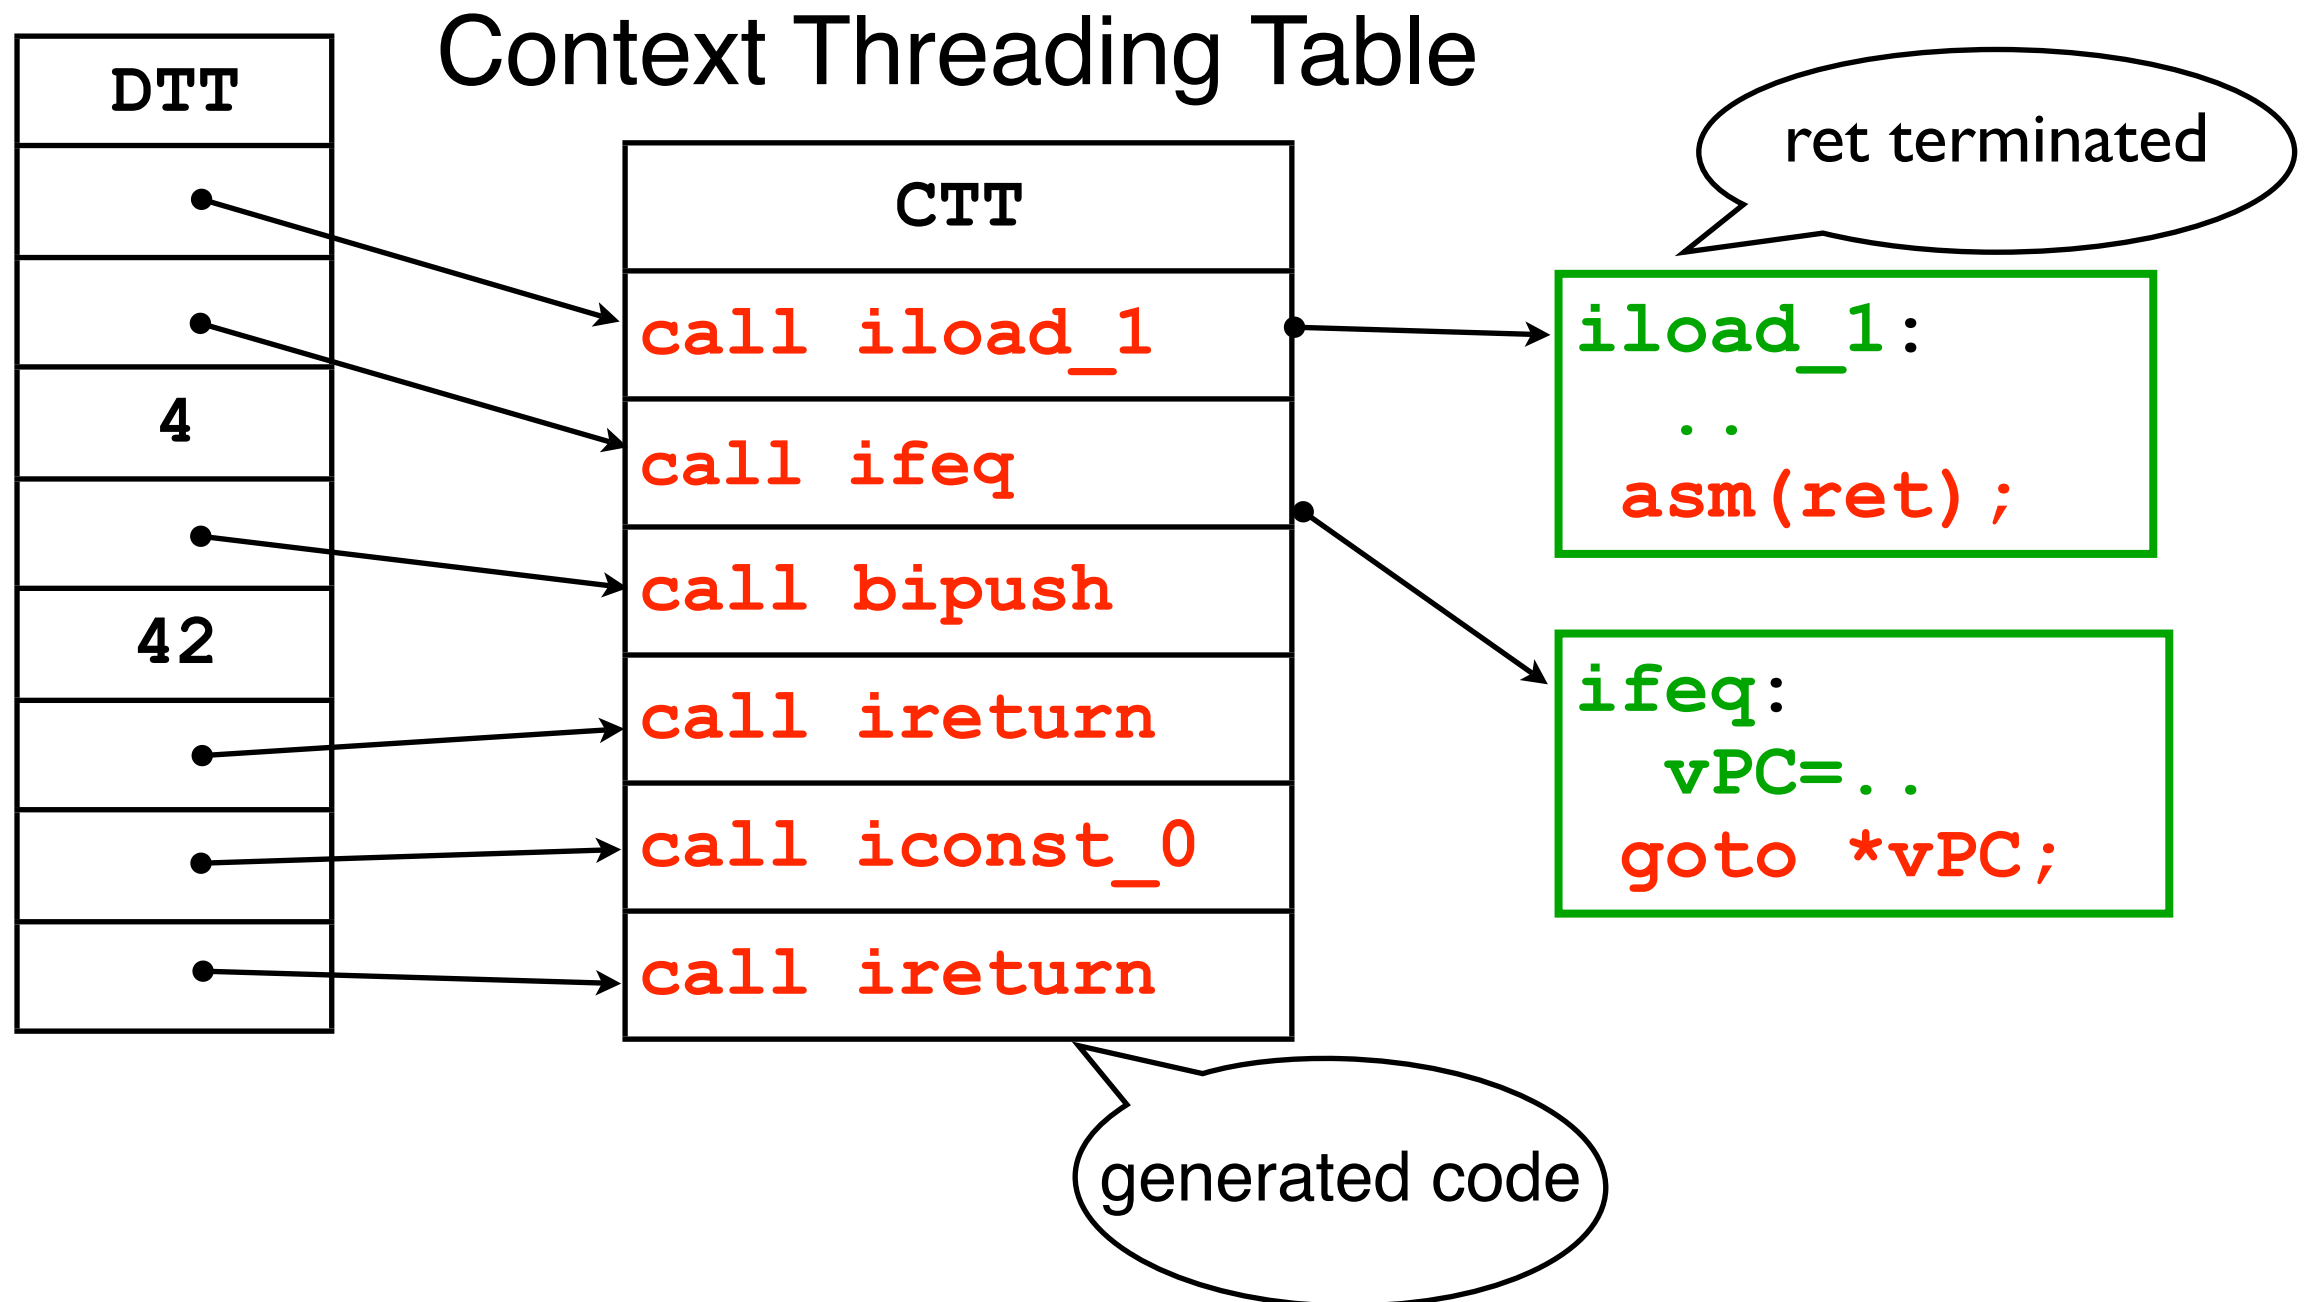 Context Threading Table
DTT
4
42
CTT
call iload_1
call ifeq
call bipush
call ireturn
call iconst_0
call ireturn
ret terminated
iload_1:
..
asm(ret);
ifeq:
vPC=..
goto *vPC;
generated code